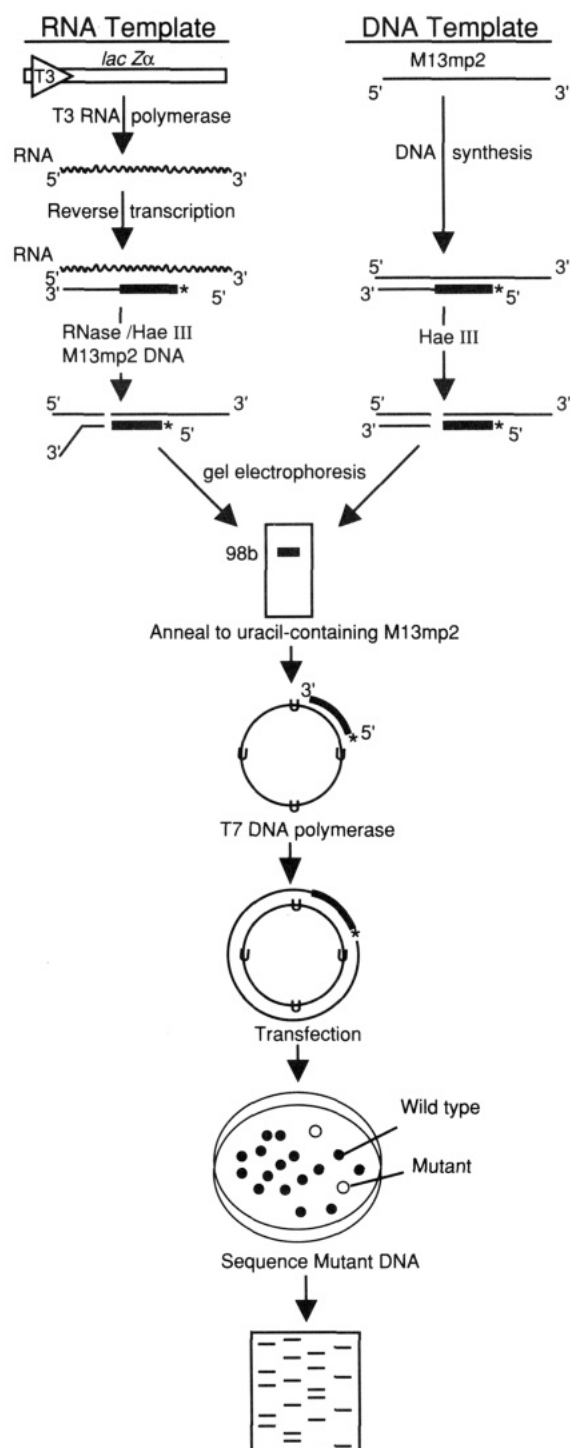 RNA Template
lac Zα
T3
T3 RNA polymerase
RNA
5' 3'
Reverse transcription
RNA
5' 3'
3' * 5'
RNase /Hae III
M13mp2 DNA
5' 3'
* 5'
3'
DNA Template
M13mp2
5' 3'
DNA synthesis
5' 3'
3' * 5'
Hae III
5' 3'
3' * 5'
gel electrophoresis
98b
Anneal to uracil-containing M13mp2
3'
U
* 5'
U U
U
T7 DNA polymerase
U
*
U U
U
Transfection
Wild type
Mutant
Sequence Mutant DNA